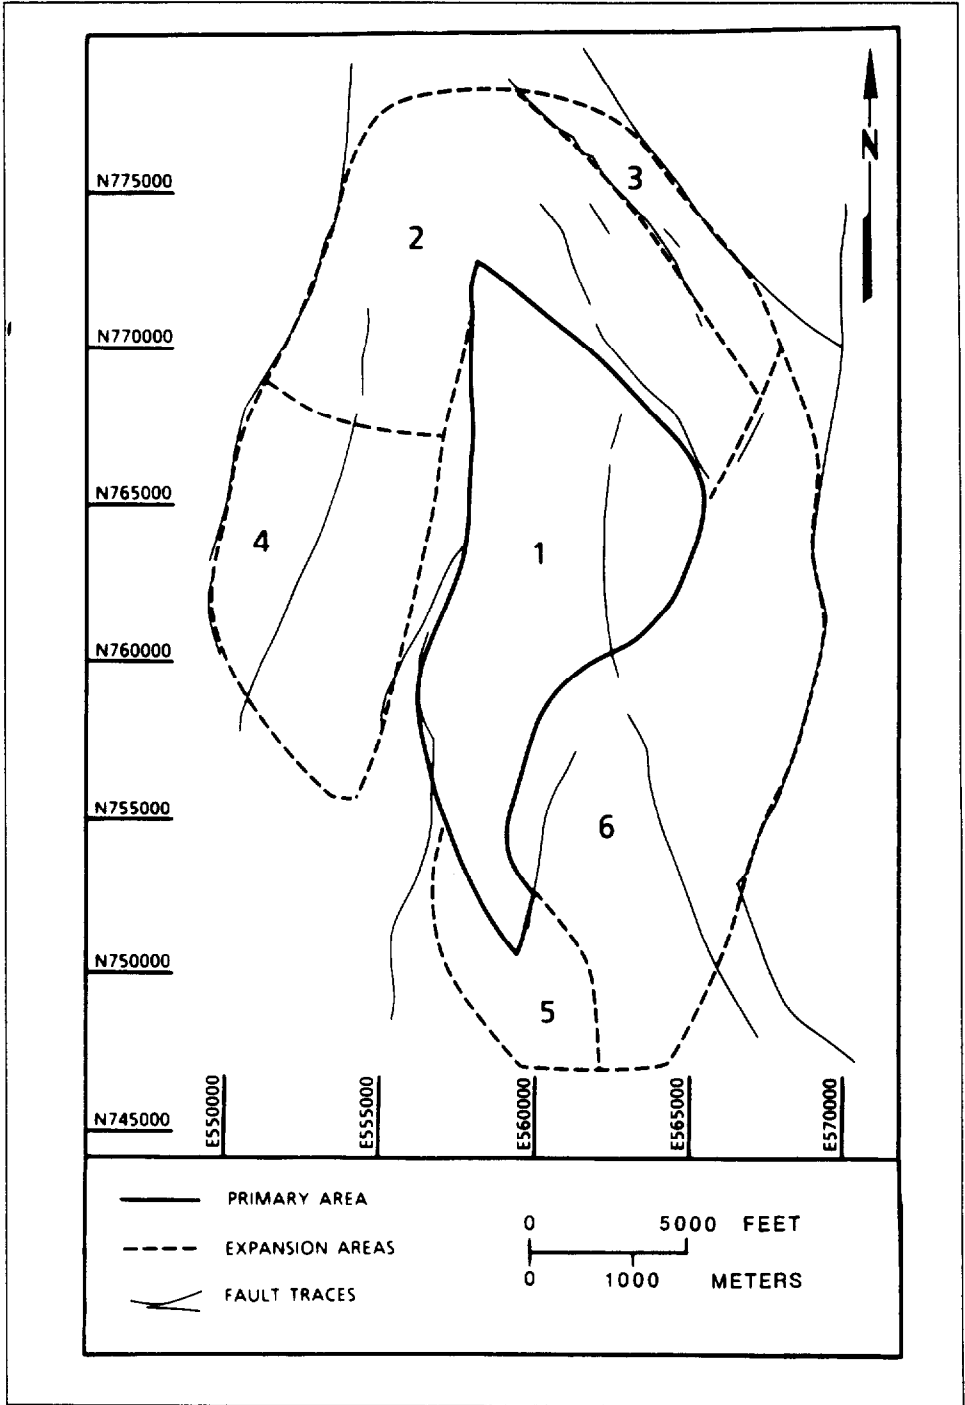 N
3
N775000
2
N770000
N765000
4
1
N760000
N755000
6
N750000
5
E550000
E555000
E560000
E565000
E570000
N745000
PRIMARY AREA
0 5000 FEET
EXPANSION AREAS
0 1000 METERS
FAULT TRACES